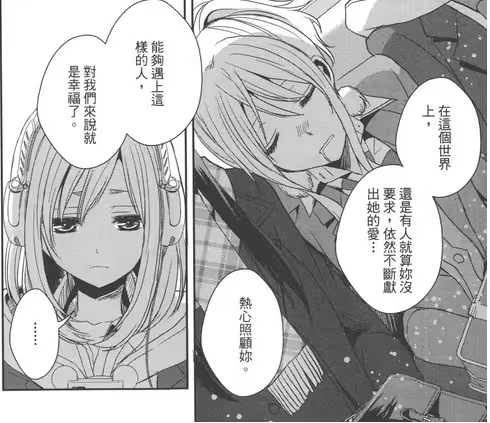 在這個世界
上，
還是有人就算妳沒
要求，依然不斷獻
出她的愛…
熱心照顧妳。
能夠遇上這
樣的人，
對我們來說就
是幸福了。
……